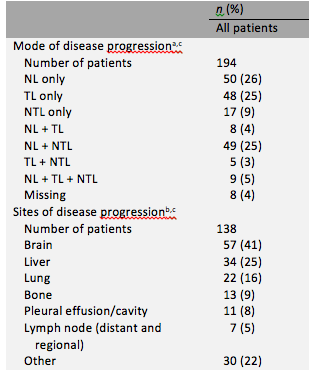 n (%)
All patients
Mode of disease progressionᵃ,ᶜ
Number of patients 194
NL only 50 (26)
TL only 48 (25)
NTL only 17 (9)
NL + TL 8 (4)
NL + NTL 49 (25)
TL + NTL 5 (3)
NL + TL + NTL 9 (5)
Missing 8 (4)
Sites of disease progressionᵇ,ᶜ
Number of patients 138
Brain 57 (41)
Liver 34 (25)
Lung 22 (16)
Bone 13 (9)
Pleural effusion/cavity 11 (8)
Lymph node (distant and 7 (5)
regional)
Other 30 (22)